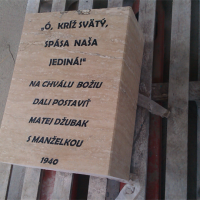 „Ó, KRÍŽ SVÄTÝ,
SPÁSA NAŠA
JEDINÁ!"
NA CHVÁLU BOŽIU
DALI POSTAVIŤ
MATEJ DŽUBAK
S MANŽELKOU
1940